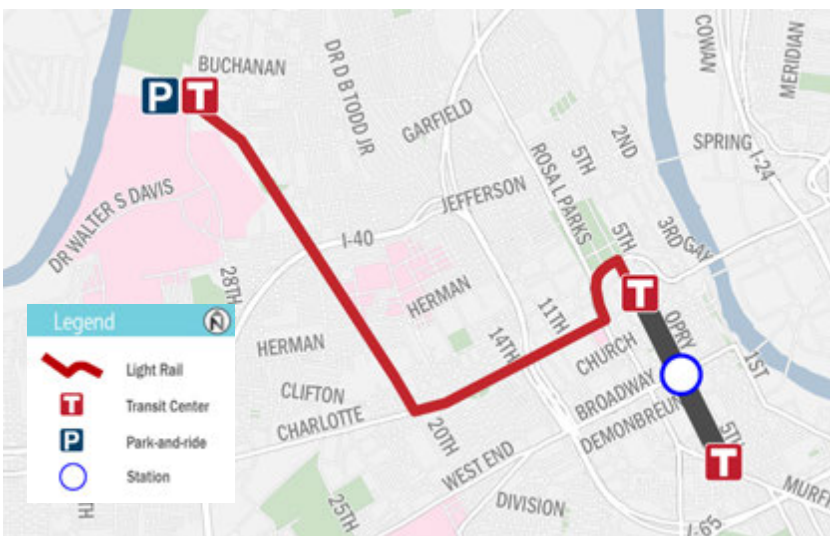 COWAN
MERIDIAN
BUCHANAN
DR D B TODD JR
P T
GARFIELD
2ND
5TH
ROSA L PARKS
SPRING
I-24
DR WALTER S DAVIS
JEFFERSON
I-40
5TH
3RD
GAY
28TH
HERMAN
11TH
T
OPRY
Legend
N
HERMAN
14TH
CHURCH
1ST
Light Rail
CLIFTON
BROADWAY
T Transit Center
CHARLOTTE
20TH
DEMONBREUN
P Park-and-ride
WEST END
5TH
T
Station
25TH
DIVISION
I-65